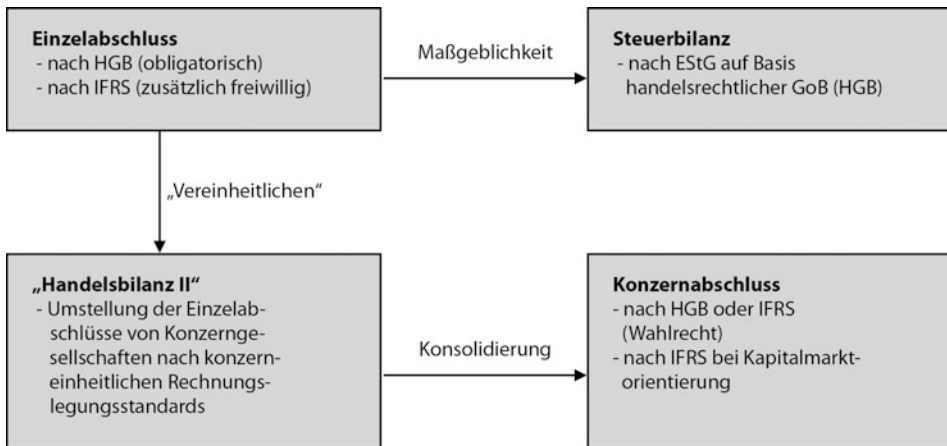 Einzelabschluss
- nach HGB (obligatorisch)
- nach IFRS (zusätzlich freiwillig)
Maßgeblichkeit
Steuerbilanz
- nach EStG auf Basis
handelsrechtlicher GoB (HGB)
„Vereinheitlichen“
„Handelsbilanz II“
- Umstellung der Einzelab-
schlüsse von Konzernge-
sellschaften nach konzern-
einheitlichen Rechnungs-
legungsstandards
Konsolidierung
Konzernabschluss
- nach HGB oder IFRS
(Wahlrecht)
- nach IFRS bei Kapitalmarkt-
orientierung